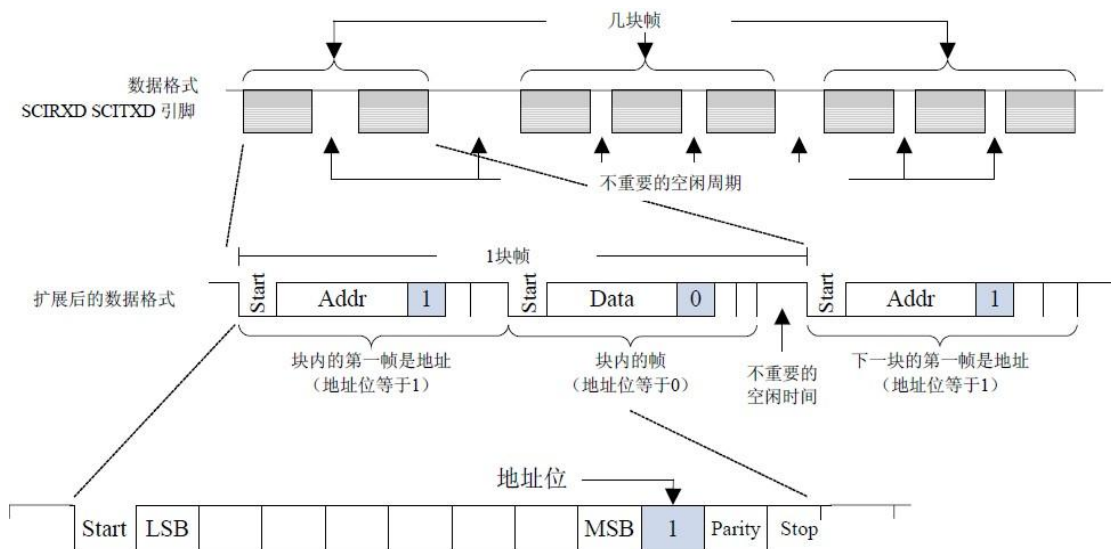 几块帧
数据格式
SCIRXD SCITXD 引脚
不重要的空闲周期
1块帧
扩展后的数据格式
Start Addr 1 Start Data 0 Start Addr 1
块内的第一帧是地址
（地址位等于1）
块内的帧
（地址位等于0）
不重要的
空闲时间
下一块的第一帧是地址
（地址位等于1）
地址位
Start LSB MSB 1 Parity Stop